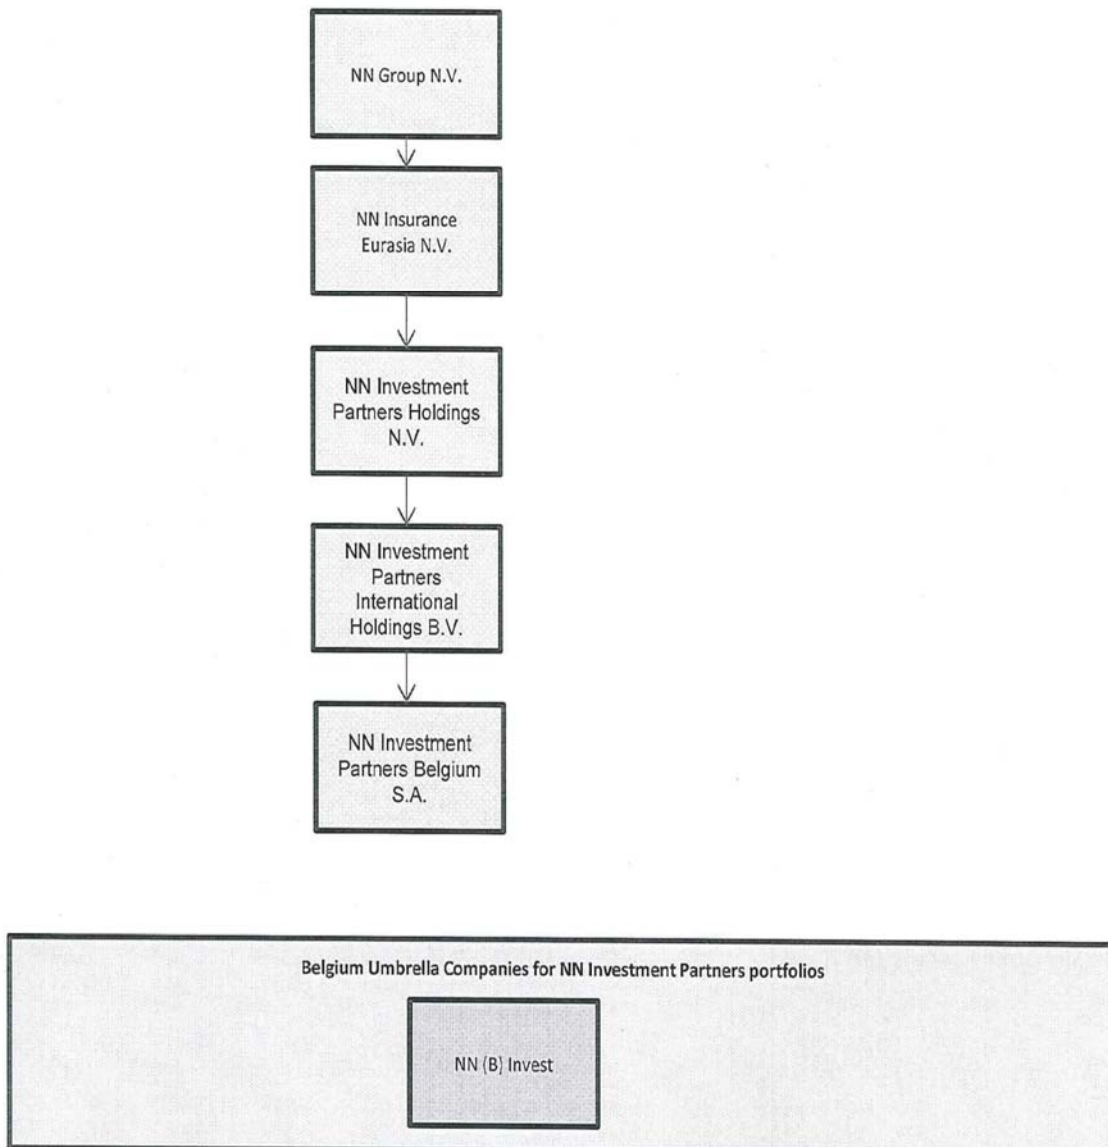 NN Group N.V.
NN Insurance
Eurasia N.V.
NN Investment
Partners Holdings
N.V.
NN Investment
Partners
International
Holdings B.V.
NN Investment
Partners Belgium
S.A.
Belgium Umbrella Companies for NN Investment Partners portfolios
NN (B) Invest